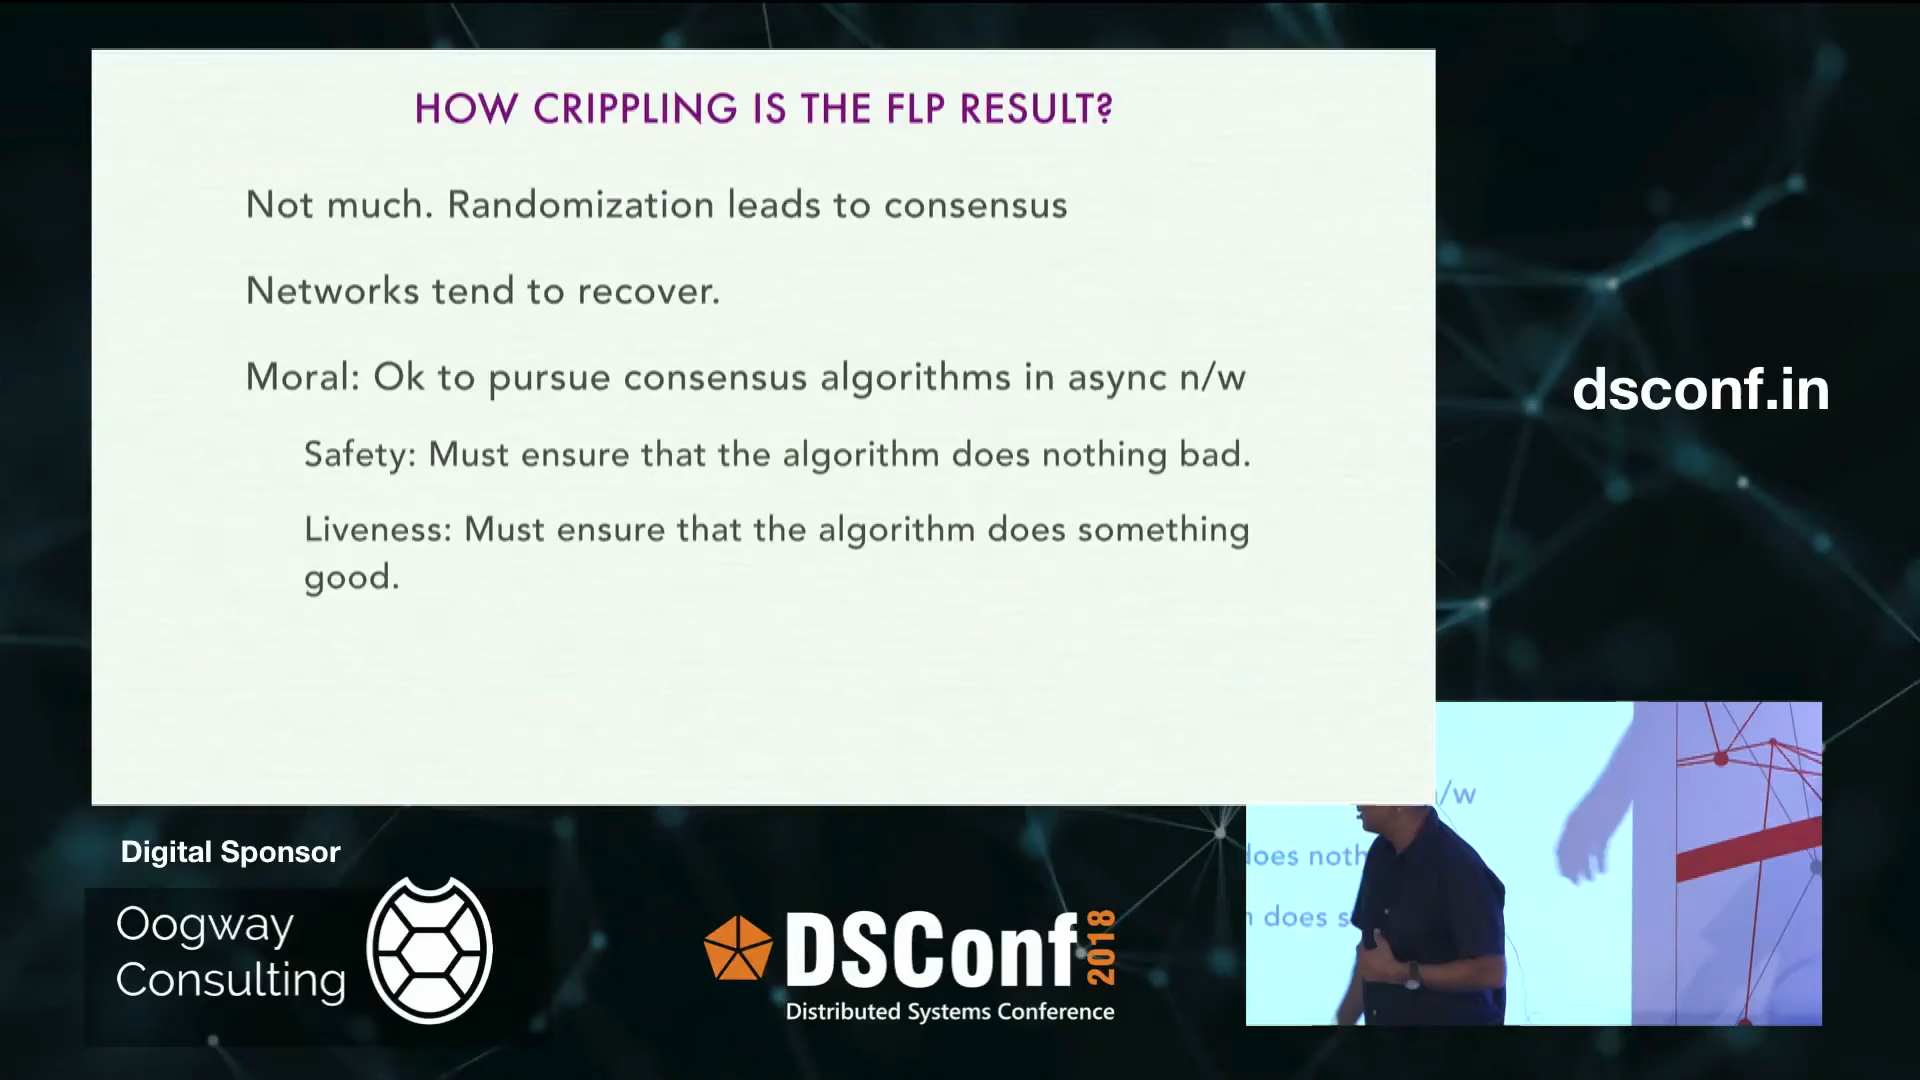 HOW CRIPPLING IS THE FLP RESULT?
Not much. Randomization leads to consensus
Networks tend to recover.
Moral: Ok to pursue consensus algorithms in async n/w
Safety: Must ensure that the algorithm does nothing bad.
Liveness: Must ensure that the algorithm does something
good.
dsconf.in
/w
does noth
does s
Digital Sponsor
Oogway
Consulting
DSConf
2018
Distributed Systems Conference